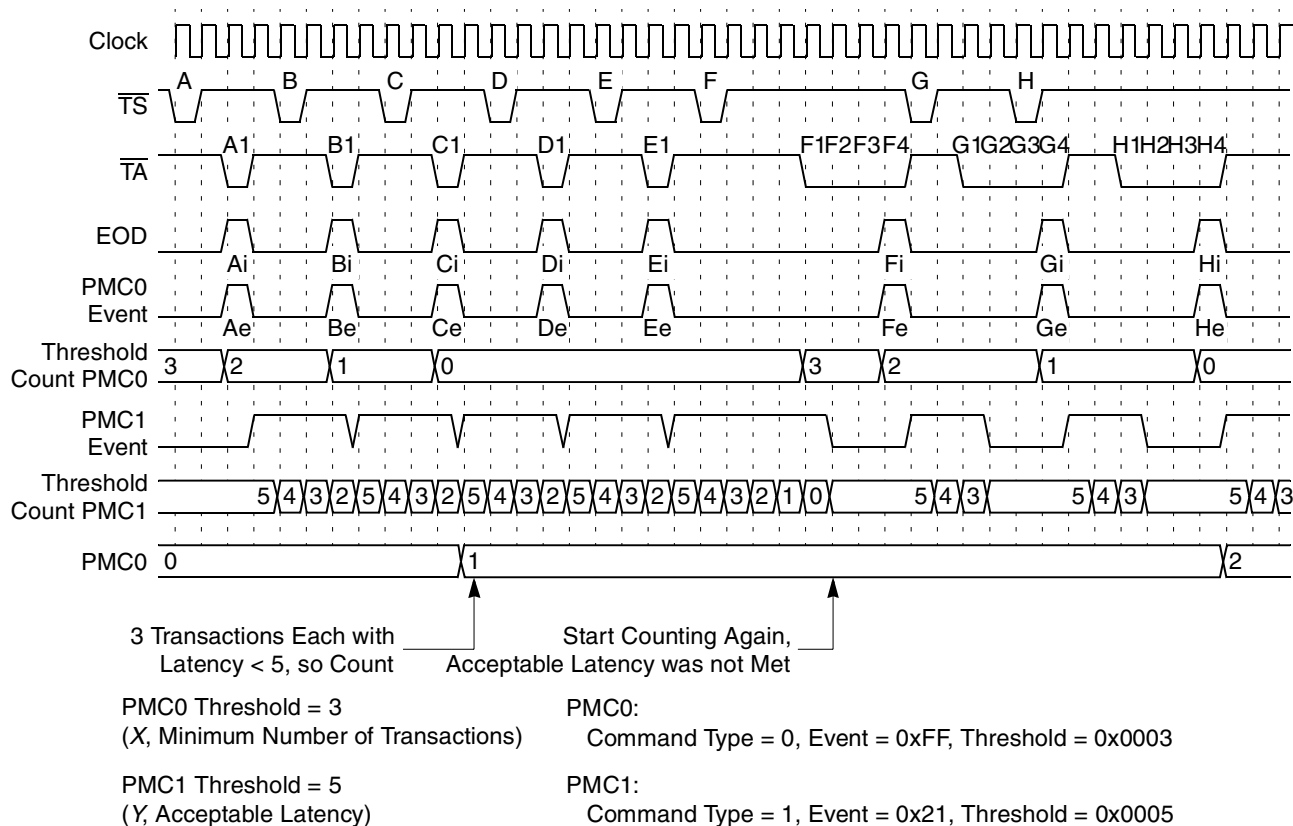 Clock
A B C D E F G H
TS
A1 B1 C1 D1 E1 F1F2F3F4 G1G2G3G4 H1H2H3H4
TA
EOD
Ai Bi Ci Di Ei Fi Gi Hi
PMC0
Event
Ae Be Ce De Ee Fe Ge He
Threshold
Count PMC0
3 2 1 0 3 2 1 0
PMC1
Event
Threshold
Count PMC1
5 4 3 2 5 4 3 2 5 4 3 2 5 4 3 2 5 4 3 2 1 0 5 4 3 5 4 3 5 4 3
PMC0 0 1 2
3 Transactions Each with
Latency < 5, so Count
Start Counting Again,
Acceptable Latency was not Met
PMC0 Threshold = 3
(X, Minimum Number of Transactions)
PMC0:
Command Type = 0, Event = 0xFF, Threshold = 0x0003
PMC1 Threshold = 5
(Y, Acceptable Latency)
PMC1:
Command Type = 1, Event = 0x21, Threshold = 0x0005